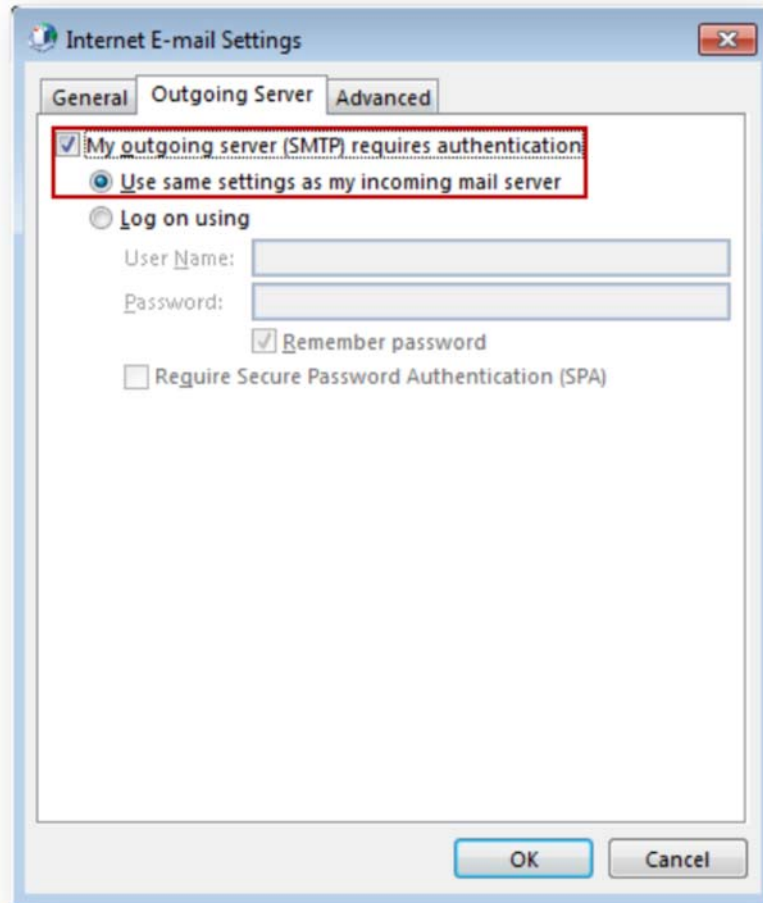 Internet E-mail Settings
General Outgoing Server Advanced
My outgoing server (SMTP) requires authentication
Use same settings as my incoming mail server
Log on using
User Name:
Password:
Remember password
Require Secure Password Authentication (SPA)
OK Cancel